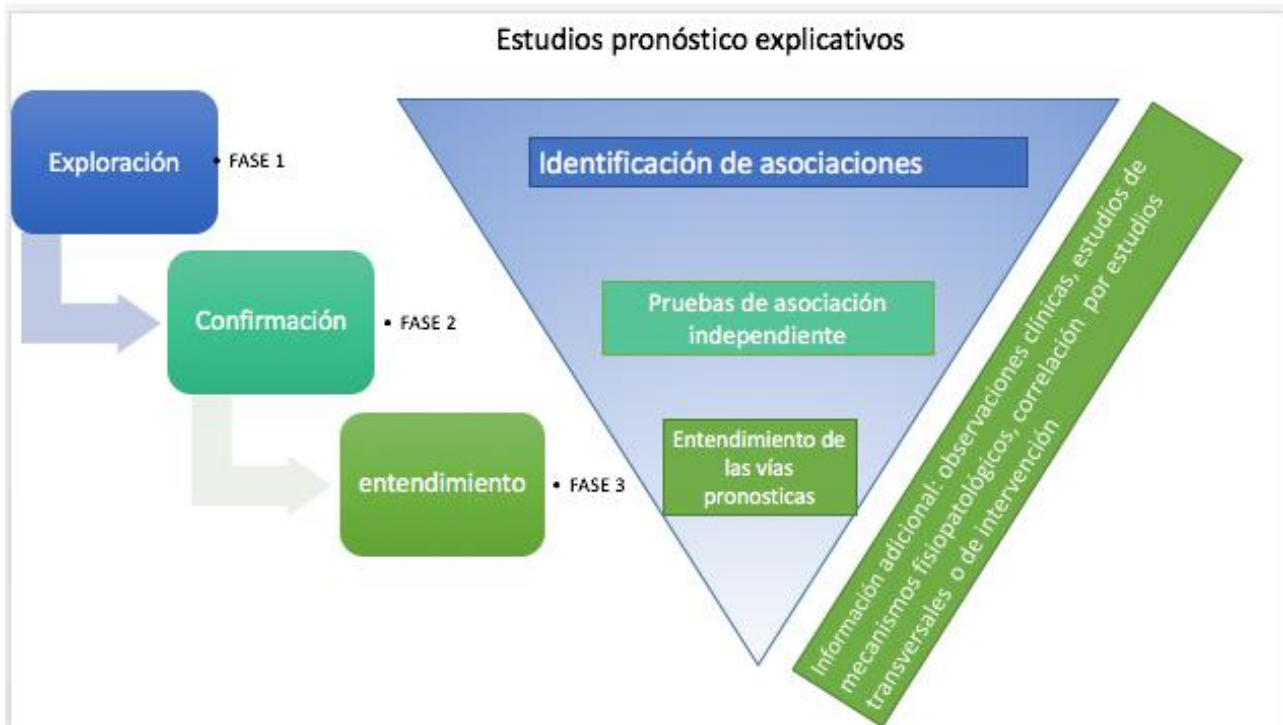 Estudios pronóstico explicativos
Exploración
• FASE 1
Identificación de asociaciones
Confirmación
• FASE 2
Pruebas de asociación
independiente
entendimiento
• FASE 3
Entendimiento de
las vías
pronosticas
Información adicional: observaciones clínicas, estudios de
mecanismos fisiopatológicos, correlación por estudios
transversales o de intervención